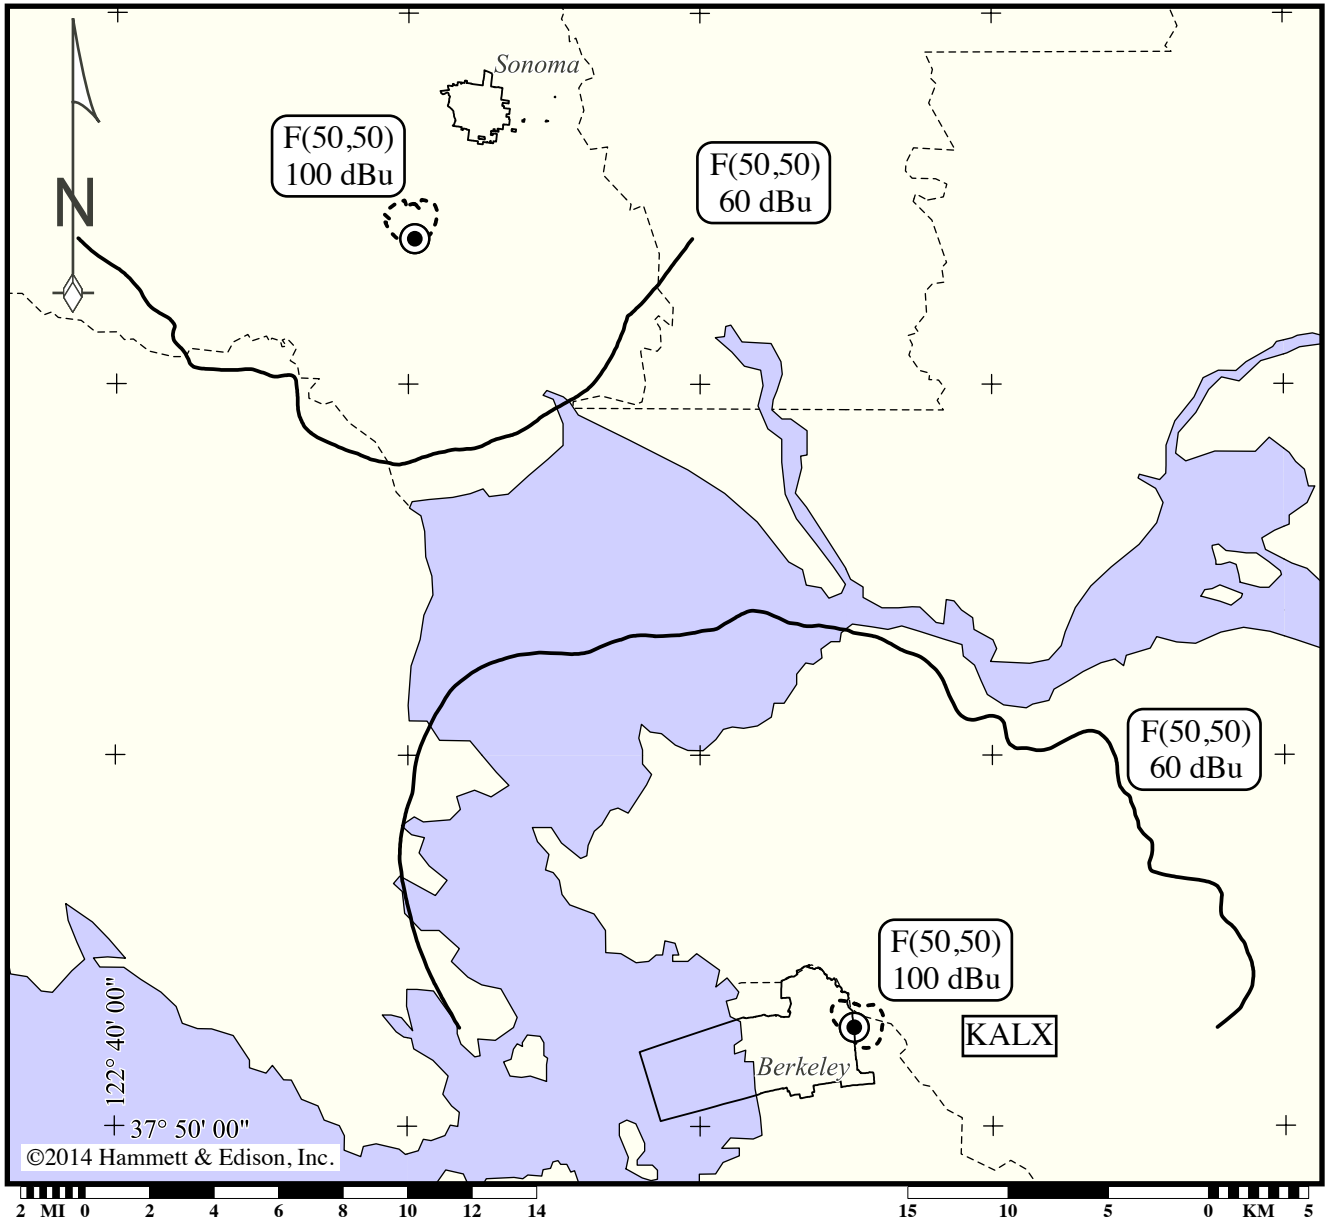 Sonoma
F(50,50)
100 dBu
F(50,50)
60 dBu
N
F(50,50)
60 dBu
F(50,50)
100 dBu
KALX
Berkeley
122° 40' 00"
37° 50' 00"
©2014 Hammett & Edison, Inc.
2 MI 0 2 4 6 8 10 12 14
15 10 5 0 KM 5